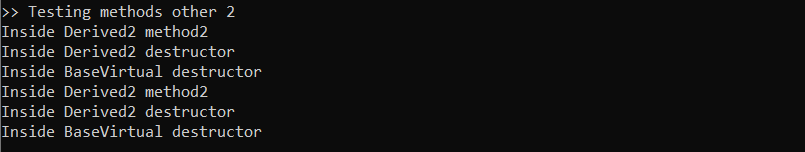 >> Testing methods other 2
Inside Derived2 method2
Inside Derived2 destructor
Inside BaseVirtual destructor
Inside Derived2 method2
Inside Derived2 destructor
Inside BaseVirtual destructor